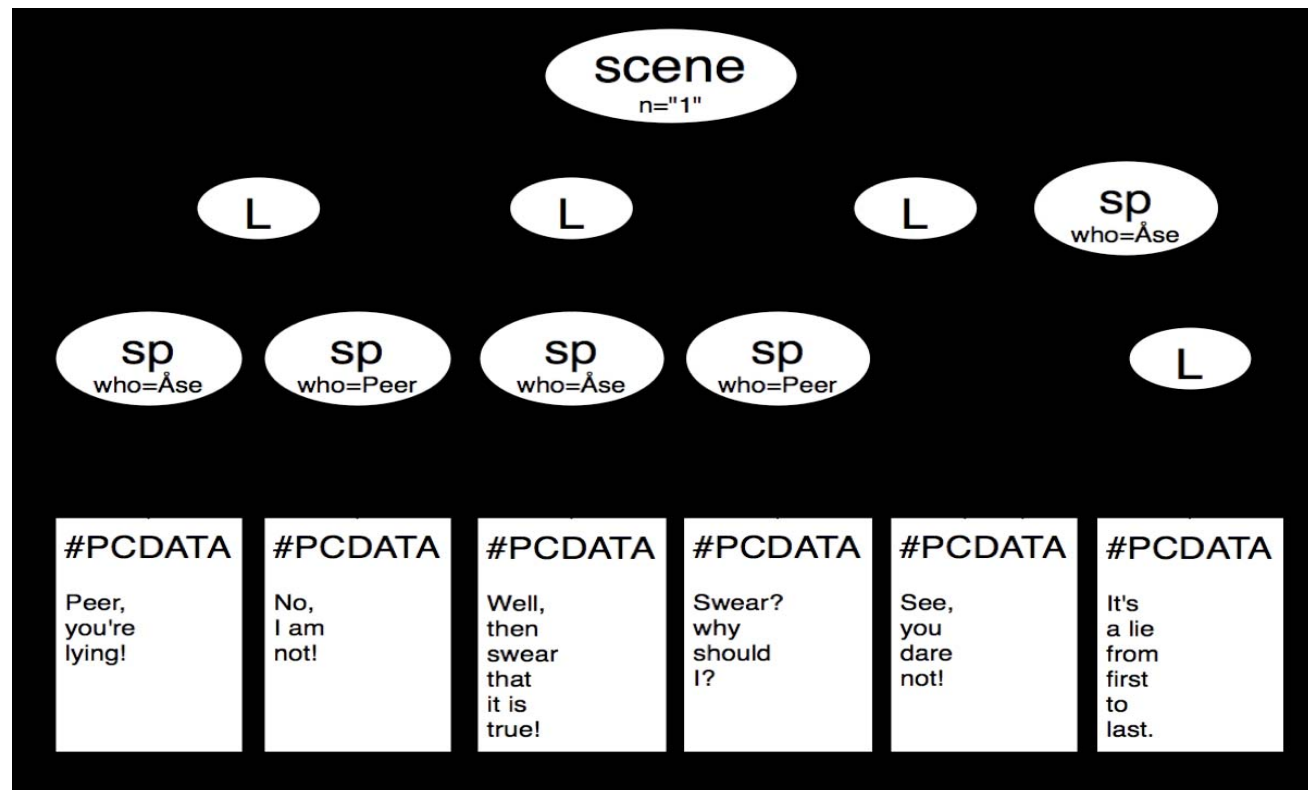 scene
n="1"
L
L
L
sp
who=Åse
sp
who=Åse
sp
who=Peer
sp
who=Åse
sp
who=Peer
L
#PCDATA
Peer,
you're
lying!
#PCDATA
No,
I am
not!
#PCDATA
Well,
then
swear
that
it is
true!
#PCDATA
Swear?
why
should
I?
#PCDATA
See,
you
dare
not!
#PCDATA
It's
a lie
from
first
to
last.